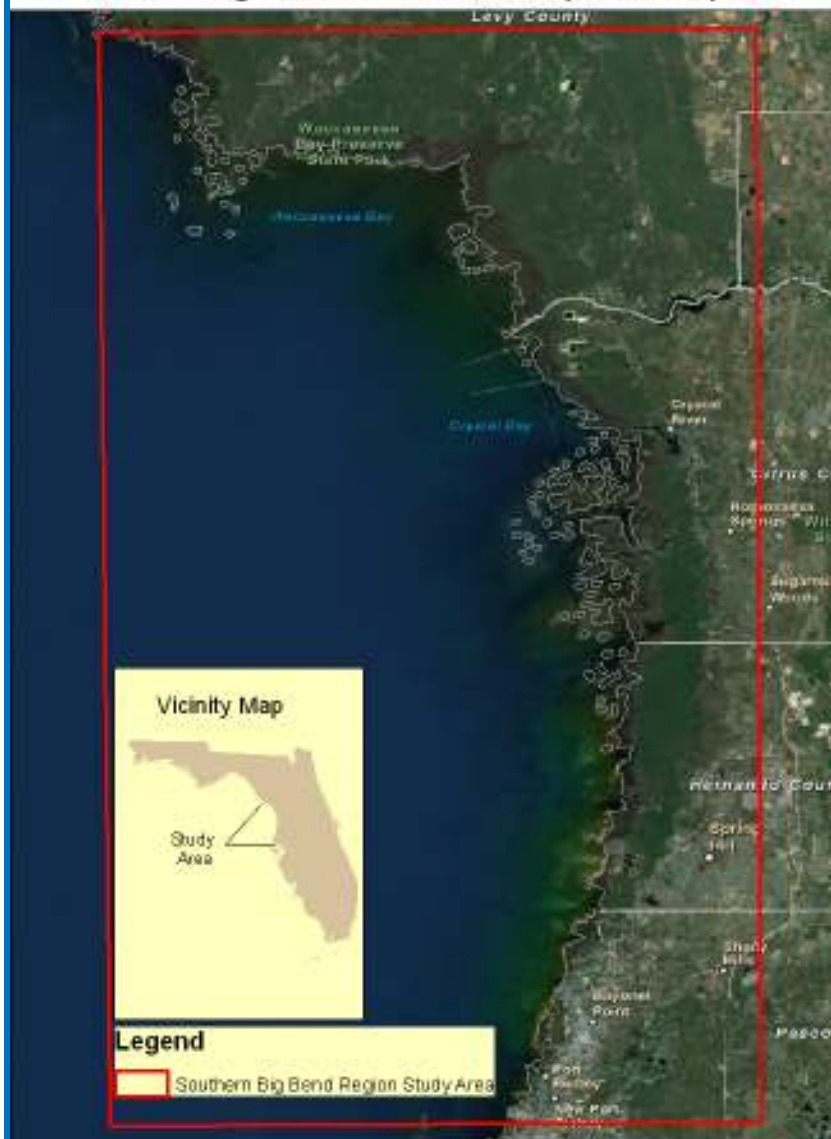 Levy County
Waccasassa
Bay Preserve
State Park
Waccasassa Bay
Crystal
River
Crystal Bay
Citrus C
Homosassa
Springs
Sugarmi
Woods
Vicinity Map
Study
Area
Hernando Coun
Spring
Hill
Shady
Hills
Bayonet
Point
Pasco
Legend
Southern Big Bend Region Study Area
Port
Richey
New Port